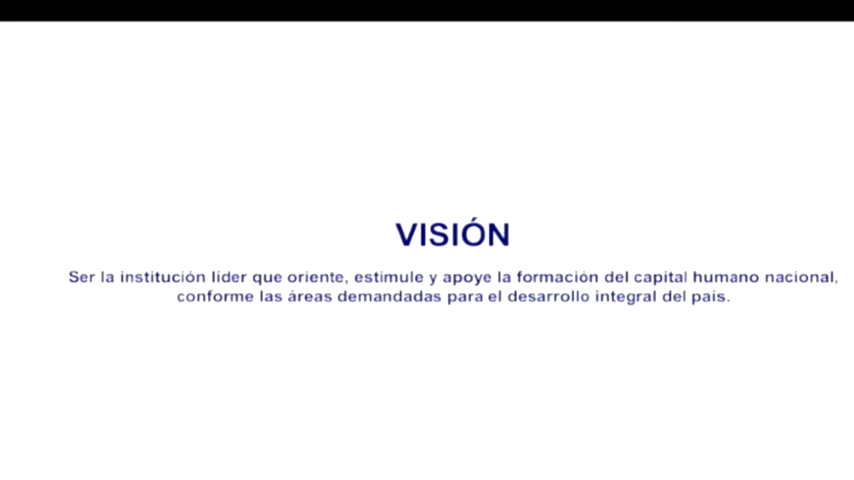 VISIÓN
Ser la institución líder que oriente, estimule y apoye la formación del capital humano nacional,
conforme las áreas demandadas para el desarrollo integral del país.